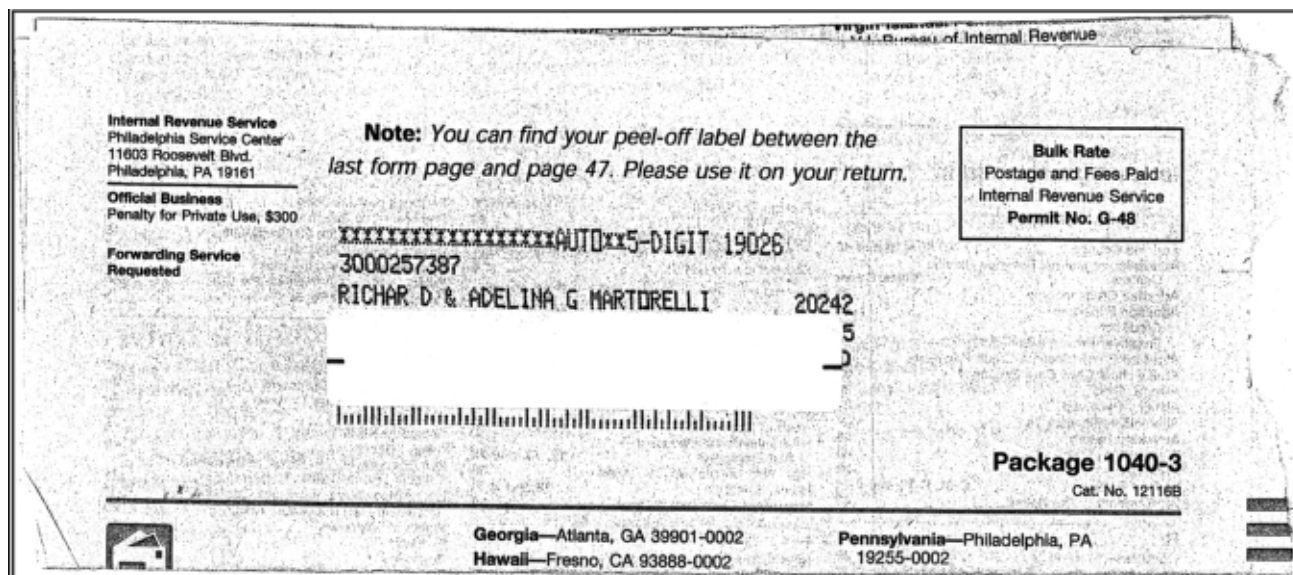 V.I. Bureau of Internal Revenue
Internal Revenue Service
Philadelphia Service Center
11603 Roosevelt Blvd.
Philadelphia, PA 19161
Official Business
Penalty for Private Use, $300
Forwarding Service
Requested
Note: You can find your peel-off label between the
last form page and page 47. Please use it on your return.
Bulk Rate
Postage and Fees Paid
Internal Revenue Service
Permit No. G-48
XXXXXXXXXXXXXXXXXXAUTOXX5-DIGIT 19026
3000257387
RICHAR D & ADELINA G MARTORELLI 20242
5
Package 1040-3
Cat. No. 12116B
Georgia—Atlanta, GA 39901-0002
Hawaii—Fresno, CA 93888-0002
Pennsylvania—Philadelphia, PA
19255-0002